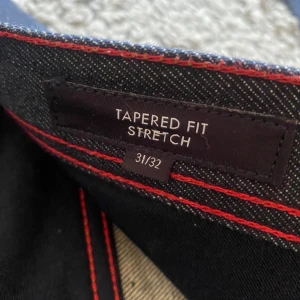 TAPERED FIT
STRETCH
31/32